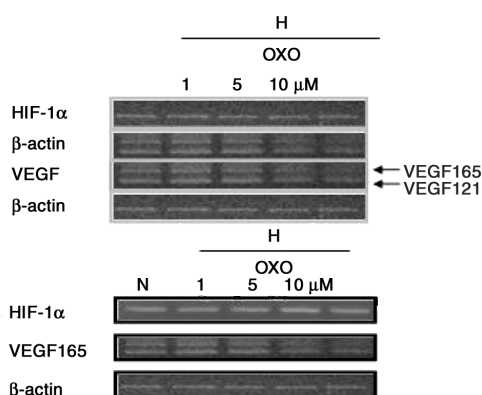 H
OXO
1 5 10 μM
HIF-1α
β-actin
VEGF
VEGF165
VEGF121
β-actin
H
OXO
N 1 5 10 μM
HIF-1α
VEGF165
β-actin